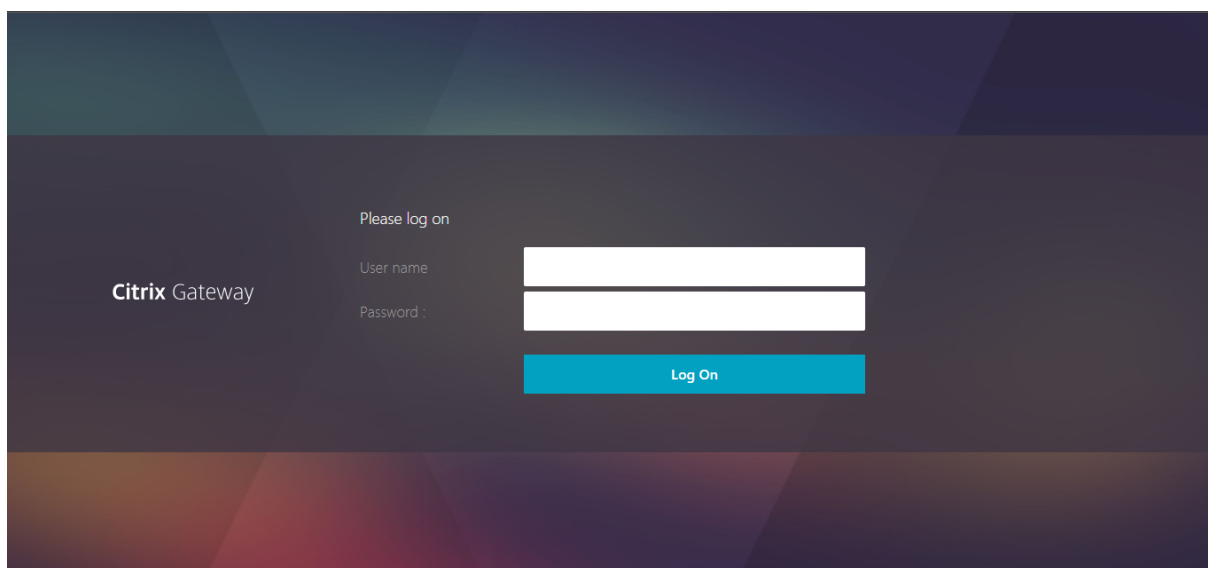 Please log on
User name
Citrix Gateway
Password :
Log On